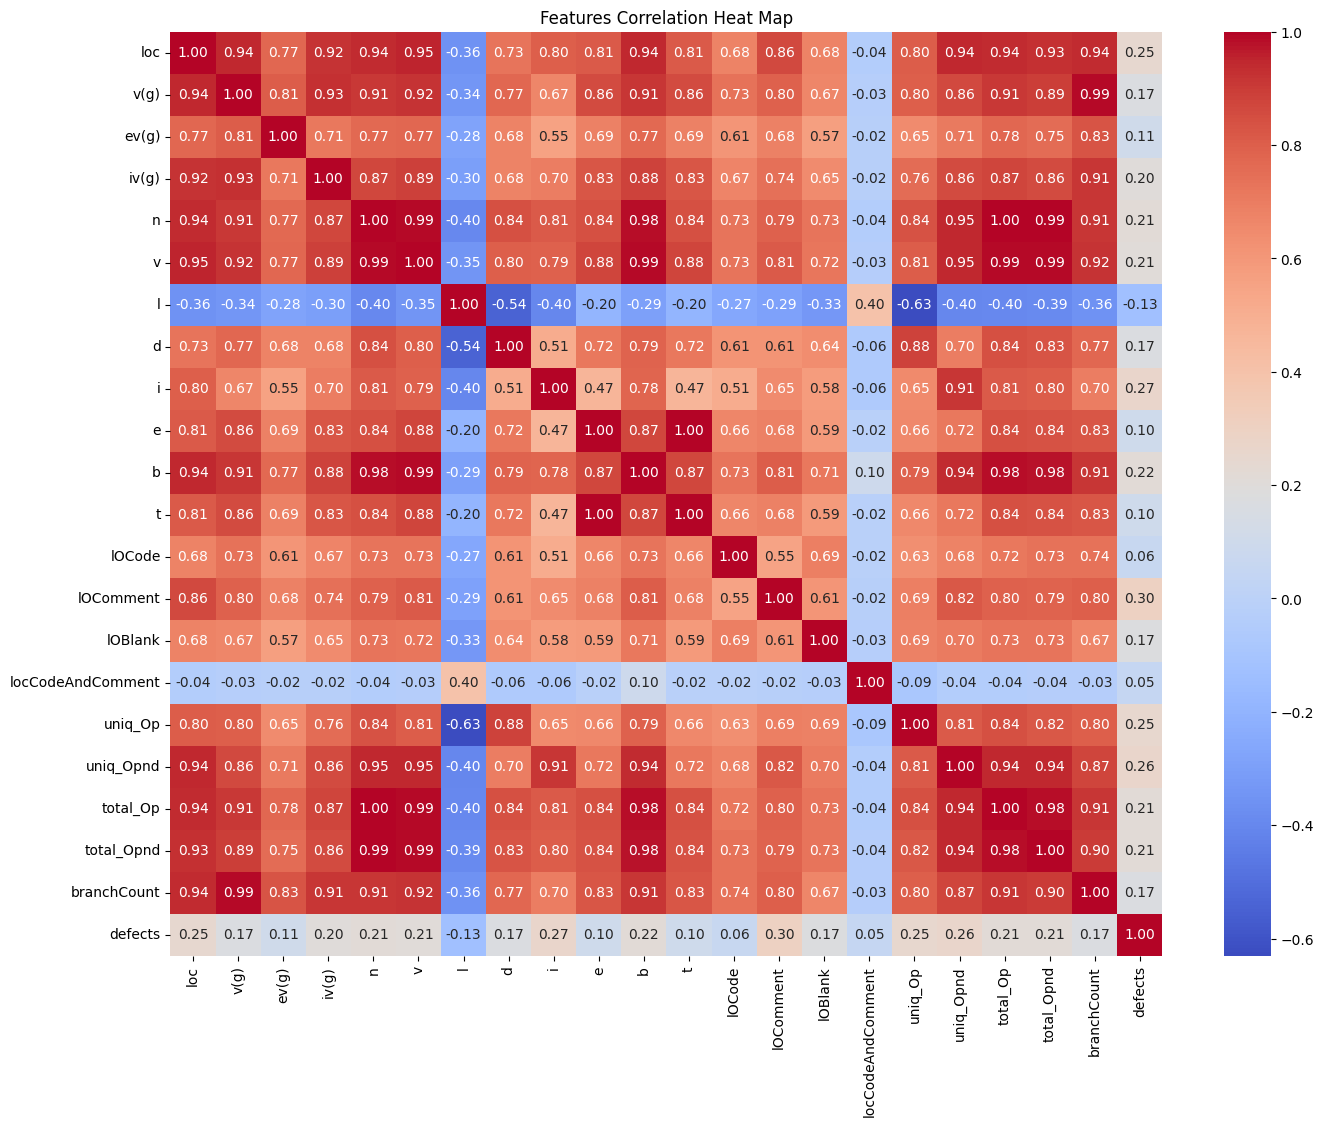 Features Correlation Heat Map
loc 1.00 0.94 0.77 0.92 0.94 0.95 -0.36 0.73 0.80 0.81 0.94 0.81 0.68 0.86 0.68 -0.04 0.80 0.94 0.94 0.93 0.94 0.25
v(g) 0.94 1.00 0.81 0.93 0.91 0.92 -0.34 0.77 0.67 0.86 0.91 0.86 0.73 0.80 0.67 -0.03 0.80 0.86 0.91 0.89 0.99 0.17
ev(g) 0.77 0.81 1.00 0.71 0.77 0.77 -0.28 0.68 0.55 0.69 0.77 0.69 0.61 0.68 0.57 -0.02 0.65 0.71 0.78 0.75 0.83 0.11
iv(g) 0.92 0.93 0.71 1.00 0.87 0.89 -0.30 0.68 0.70 0.83 0.88 0.83 0.67 0.74 0.65 -0.02 0.76 0.86 0.87 0.86 0.91 0.20
n 0.94 0.91 0.77 0.87 1.00 0.99 -0.40 0.84 0.81 0.84 0.98 0.84 0.73 0.79 0.73 -0.04 0.84 0.95 1.00 0.99 0.91 0.21
v 0.95 0.92 0.77 0.89 0.99 1.00 -0.35 0.80 0.79 0.88 0.99 0.88 0.73 0.81 0.72 -0.03 0.81 0.95 0.99 0.99 0.92 0.21
l -0.36 -0.34 -0.28 -0.30 -0.40 -0.35 1.00 -0.54 -0.40 -0.20 -0.29 -0.20 -0.27 -0.29 -0.33 0.40 -0.63 -0.40 -0.40 -0.39 -0.36 -0.13
d 0.73 0.77 0.68 0.68 0.84 0.80 -0.54 1.00 0.51 0.72 0.79 0.72 0.61 0.61 0.64 -0.06 0.88 0.70 0.84 0.83 0.77 0.17
i 0.80 0.67 0.55 0.70 0.81 0.79 -0.40 0.51 1.00 0.47 0.78 0.47 0.51 0.65 0.58 -0.06 0.65 0.91 0.81 0.80 0.70 0.27
e 0.81 0.86 0.69 0.83 0.84 0.88 -0.20 0.72 0.47 1.00 0.87 1.00 0.66 0.68 0.59 -0.02 0.66 0.72 0.84 0.84 0.83 0.10
b 0.94 0.91 0.77 0.88 0.98 0.99 -0.29 0.79 0.78 0.87 1.00 0.87 0.73 0.81 0.71 0.10 0.79 0.94 0.98 0.98 0.91 0.22
t 0.81 0.86 0.69 0.83 0.84 0.88 -0.20 0.72 0.47 1.00 0.87 1.00 0.66 0.68 0.59 -0.02 0.66 0.72 0.84 0.84 0.83 0.10
lOCode 0.68 0.73 0.61 0.67 0.73 0.73 -0.27 0.61 0.51 0.66 0.73 0.66 1.00 0.55 0.69 -0.02 0.63 0.68 0.72 0.73 0.74 0.06
lOComment 0.86 0.80 0.68 0.74 0.79 0.81 -0.29 0.61 0.65 0.68 0.81 0.68 0.55 1.00 0.61 -0.02 0.69 0.82 0.80 0.79 0.80 0.30
lOBlank 0.68 0.67 0.57 0.65 0.73 0.72 -0.33 0.64 0.58 0.59 0.71 0.59 0.69 0.61 1.00 -0.03 0.69 0.70 0.73 0.73 0.67 0.17
locCodeAndComment -0.04 -0.03 -0.02 -0.02 -0.04 -0.03 0.40 -0.06 -0.06 -0.02 0.10 -0.02 -0.02 -0.02 -0.03 1.00 -0.09 -0.04 -0.04 -0.04 -0.03 0.05
uniq_Op 0.80 0.80 0.65 0.76 0.84 0.81 -0.63 0.88 0.65 0.66 0.79 0.66 0.63 0.69 0.69 -0.09 1.00 0.81 0.84 0.82 0.80 0.25
uniq_Opnd 0.94 0.86 0.71 0.86 0.95 0.95 -0.40 0.70 0.91 0.72 0.94 0.72 0.68 0.82 0.70 -0.04 0.81 1.00 0.94 0.94 0.87 0.26
total_Op 0.94 0.91 0.78 0.87 1.00 0.99 -0.40 0.84 0.81 0.84 0.98 0.84 0.72 0.80 0.73 -0.04 0.84 0.94 1.00 0.98 0.91 0.21
total_Opnd 0.93 0.89 0.75 0.86 0.99 0.99 -0.39 0.83 0.80 0.84 0.98 0.84 0.73 0.79 0.73 -0.04 0.82 0.94 0.98 1.00 0.90 0.21
branchCount 0.94 0.99 0.83 0.91 0.91 0.92 -0.36 0.77 0.70 0.83 0.91 0.83 0.74 0.80 0.67 -0.03 0.80 0.87 0.91 0.90 1.00 0.17
defects 0.25 0.17 0.11 0.20 0.21 0.21 -0.13 0.17 0.27 0.10 0.22 0.10 0.06 0.30 0.17 0.05 0.25 0.26 0.21 0.21 0.17 1.00
loc v(g) ev(g) iv(g) n v l d i e b t lOCode lOComment lOBlank locCodeAndComment uniq_Op uniq_Opnd total_Op total_Opnd branchCount defects
1.0
0.8
0.6
0.4
0.2
0.0
−0.2
−0.4
−0.6